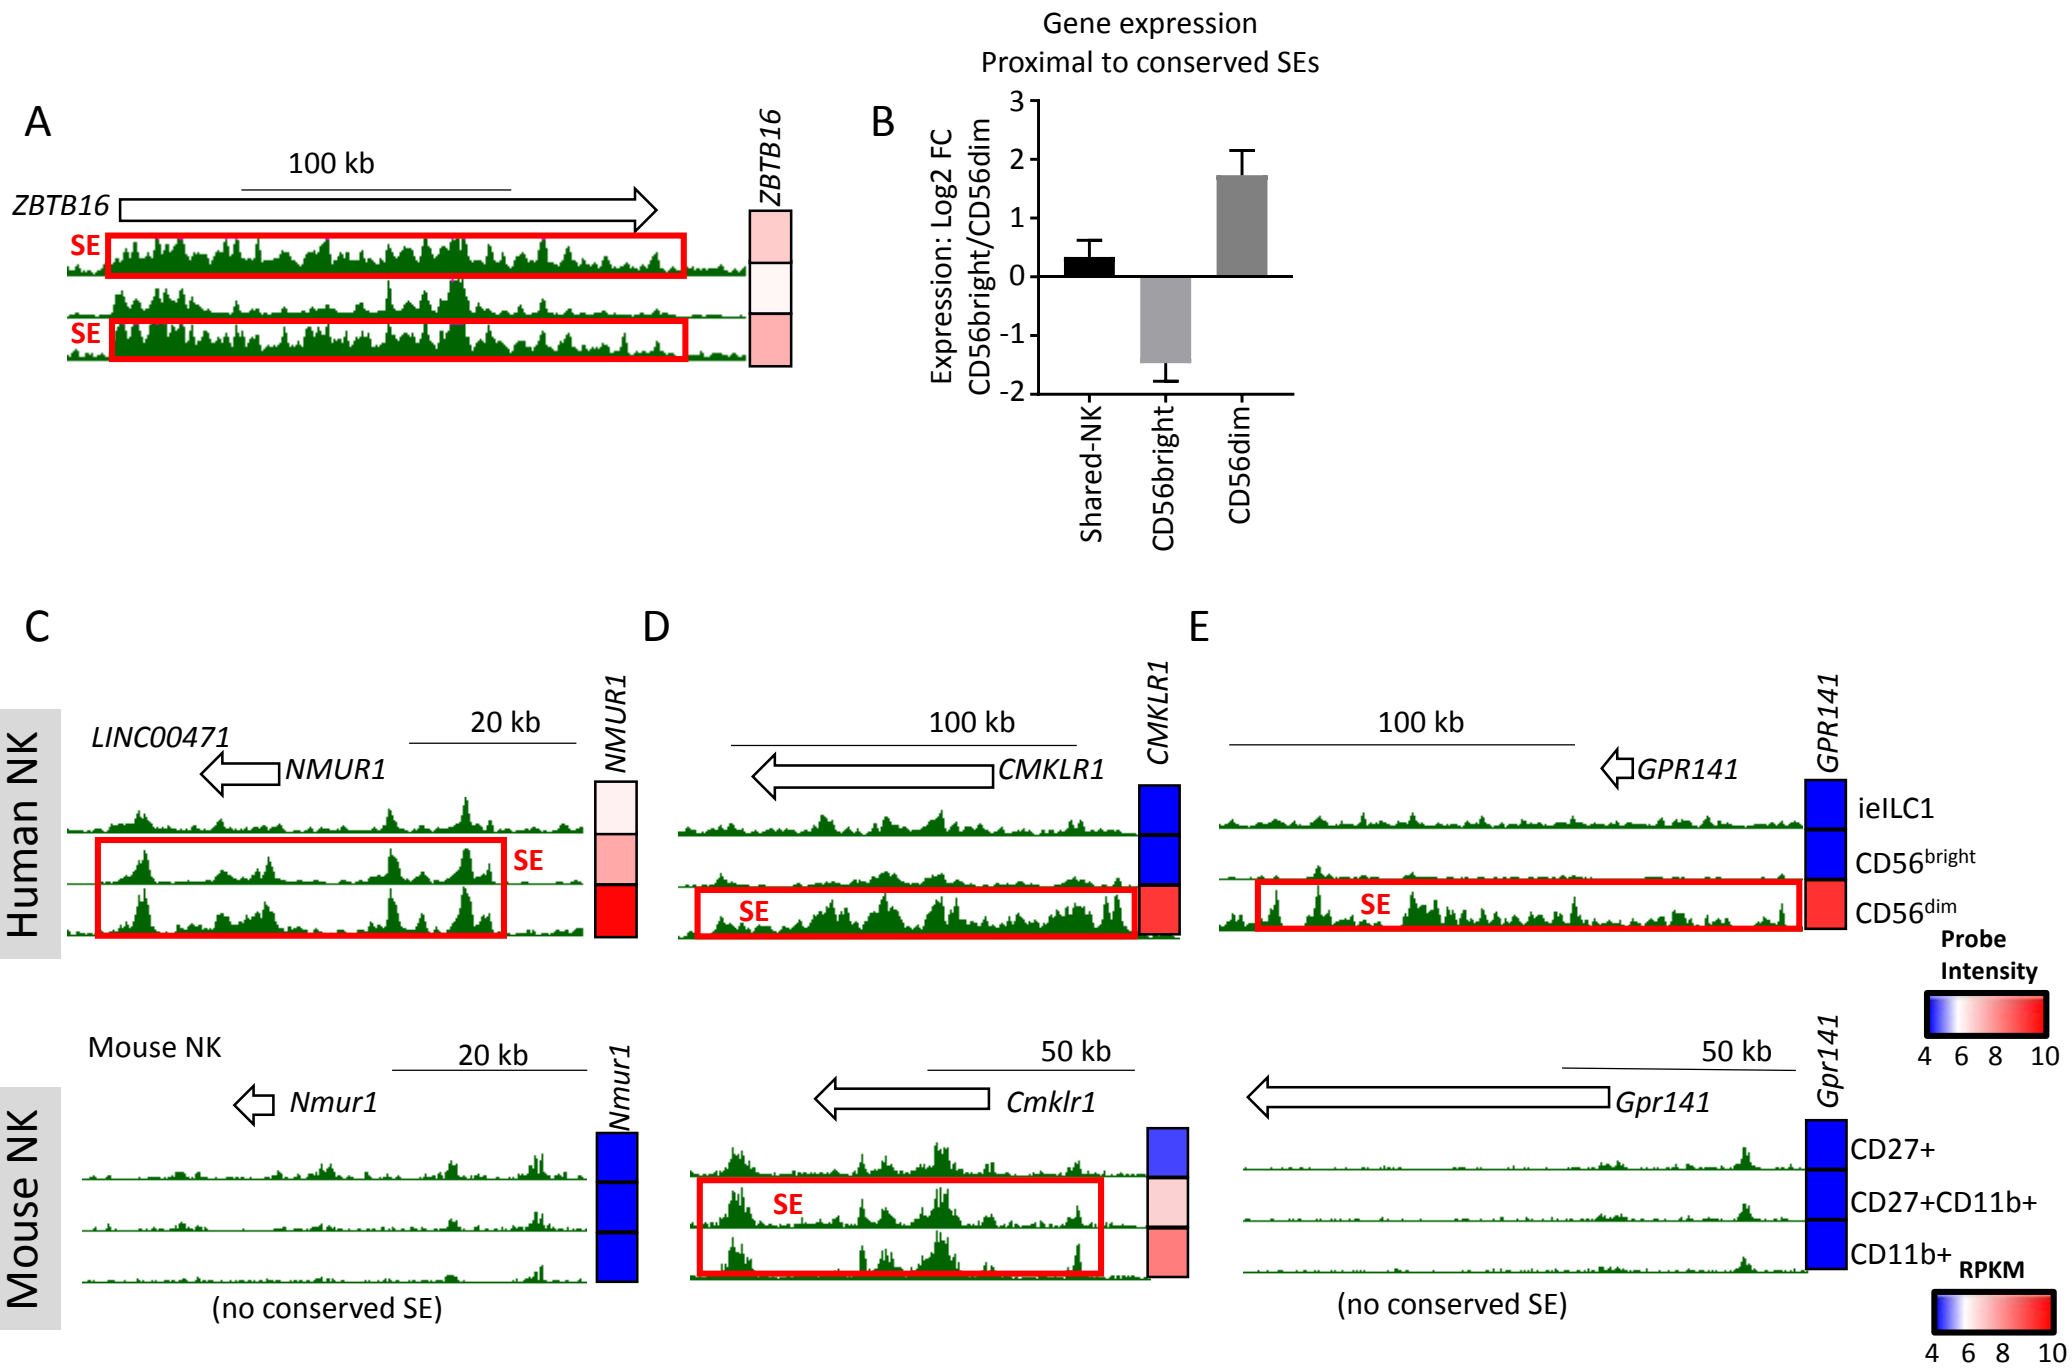 Gene expression
Proximal to conserved SEs
A
100 kb
ZBTB16
ZBTB16
SE
SE
B
Expression: Log2 FC
CD56bright/CD56dim
3
2
1
0
-1
-2
Shared-NK
CD56bright
CD56dim
C
D
E
Human NK
LINC00471
20 kb
NMUR1
NMUR1
SE
100 kb
CMKLR1
CMKLR1
SE
100 kb
GPR141
GPR141
SE
ieILC1
CD56bright
CD56dim
Probe
Intensity
4 6 8 10
Mouse NK
Mouse NK
20 kb
Nmur1
Nmur1
(no conserved SE)
50 kb
Cmklr1
SE
50 kb
Gpr141
Gpr141
(no conserved SE)
CD27+
CD27+CD11b+
CD11b+
RPKM
4 6 8 10